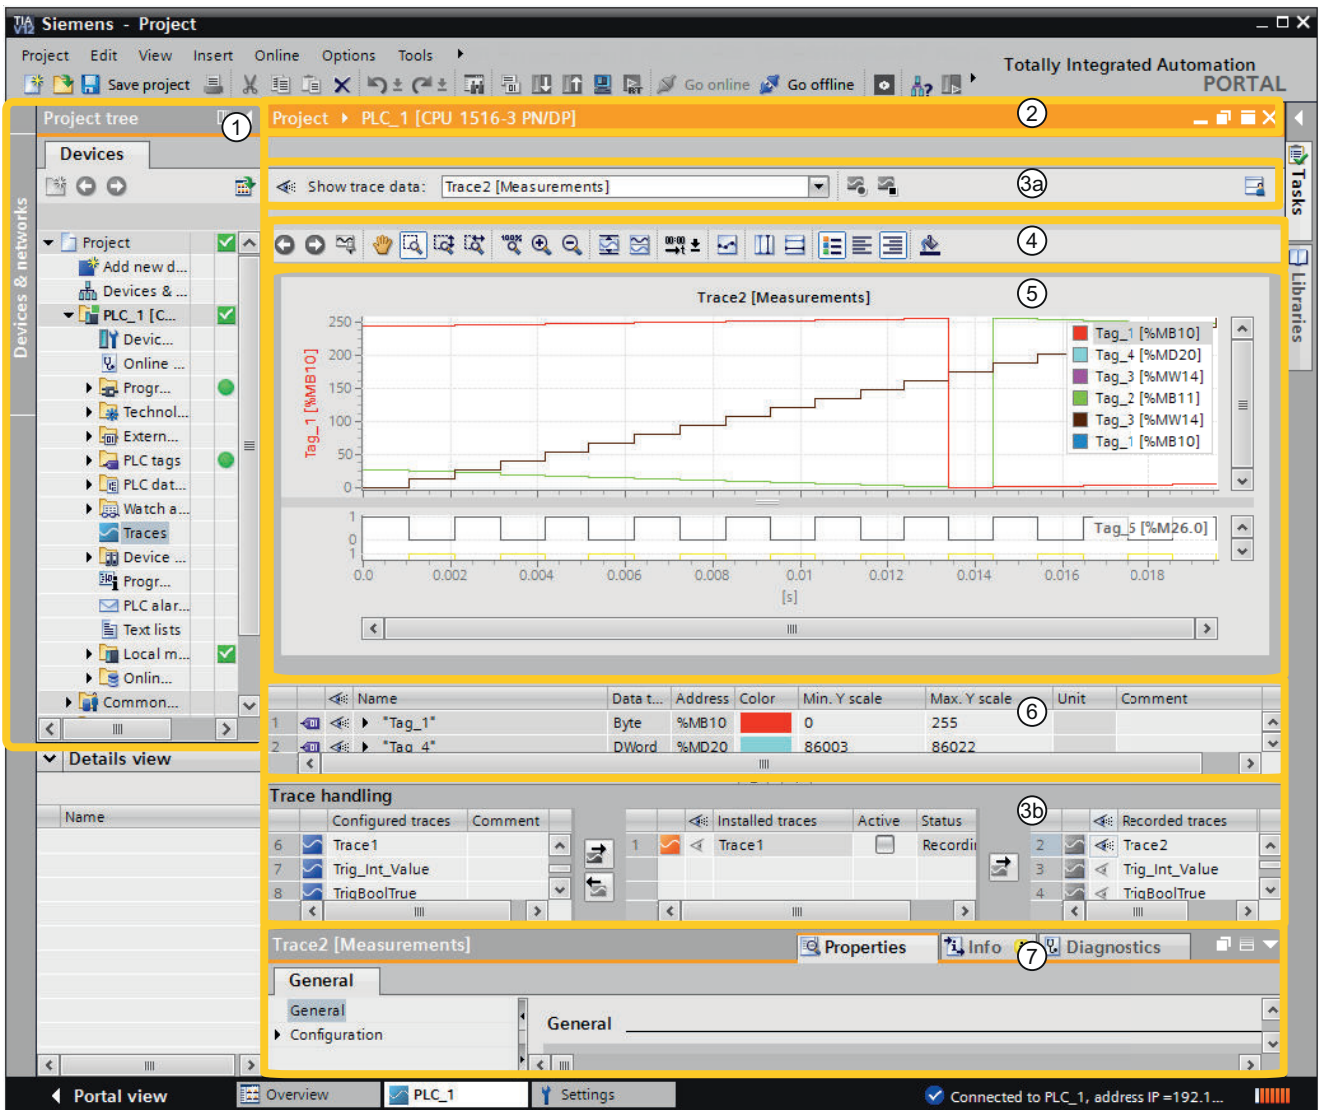 TIA V12 Siemens - Project
Project Edit View Insert Online Options Tools
Totally Integrated Automation
PORTAL
Save project
Go online
Go offline
Project tree
1
Project ▸ PLC_1 [CPU 1516-3 PN/DP]
2
Devices
Show trace data: Trace2 [Measurements]
3a
Devices & networks
Tasks
Libraries
Project
Add new d...
Devices & ...
PLC_1 [C...
Devic...
Online ...
Progr...
Technol...
Extern...
PLC tags
PLC dat...
Watch a...
Traces
Device ...
Progr...
PLC alar...
Text lists
Local m...
Onlin...
Common...
100%
00:00
4
5
Trace2 [Measurements]
Tag_1 [%MB10]
250
200
150
100
50
0
Tag_1 [%MB10]
Tag_4 [%MD20]
Tag_3 [%MW14]
Tag_2 [%MB11]
Tag_3 [%MW14]
Tag_1 [%MB10]
1
0
1
Tag_5 [%M26.0]
0.0 0.002 0.004 0.006 0.008 0.01 0.012 0.014 0.016 0.018
[s]
Name Data t... Address Color Min. Y scale Max. Y scale Unit Comment
6
1 "Tag_1" Byte %MB10 0 255
2 "Tag_4" DWord %MD20 86003 86022
Details view
Name
Trace handling
3b
Configured traces Comment
6 Trace1
7 Trig_Int_Value
8 TrigBoolTrue
Installed traces Active Status
1 Trace1 Recordi
Recorded traces
2 Trace2
3 Trig_Int_Value
4 TrigBoolTrue
Trace2 [Measurements]
Properties
Info
7
Diagnostics
General
General
Configuration
General
Portal view
Overview
PLC_1
Settings
Connected to PLC_1, address IP =192.1...